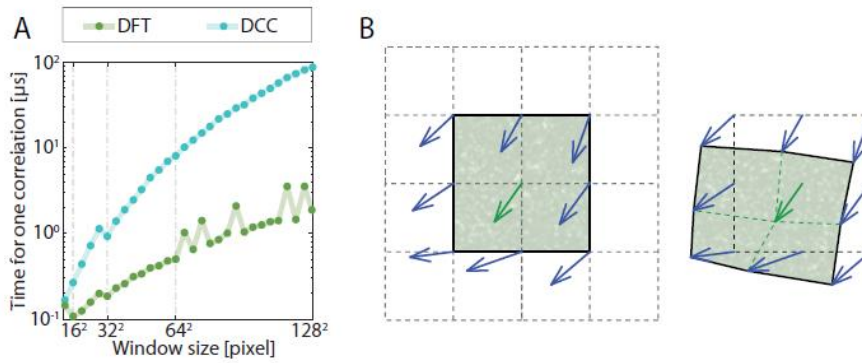 A
DFT
DCC
B
Time for one correlation [µs]
10²
10¹
10⁰
10⁻¹
16²
32²
64²
128²
Window size [pixel]